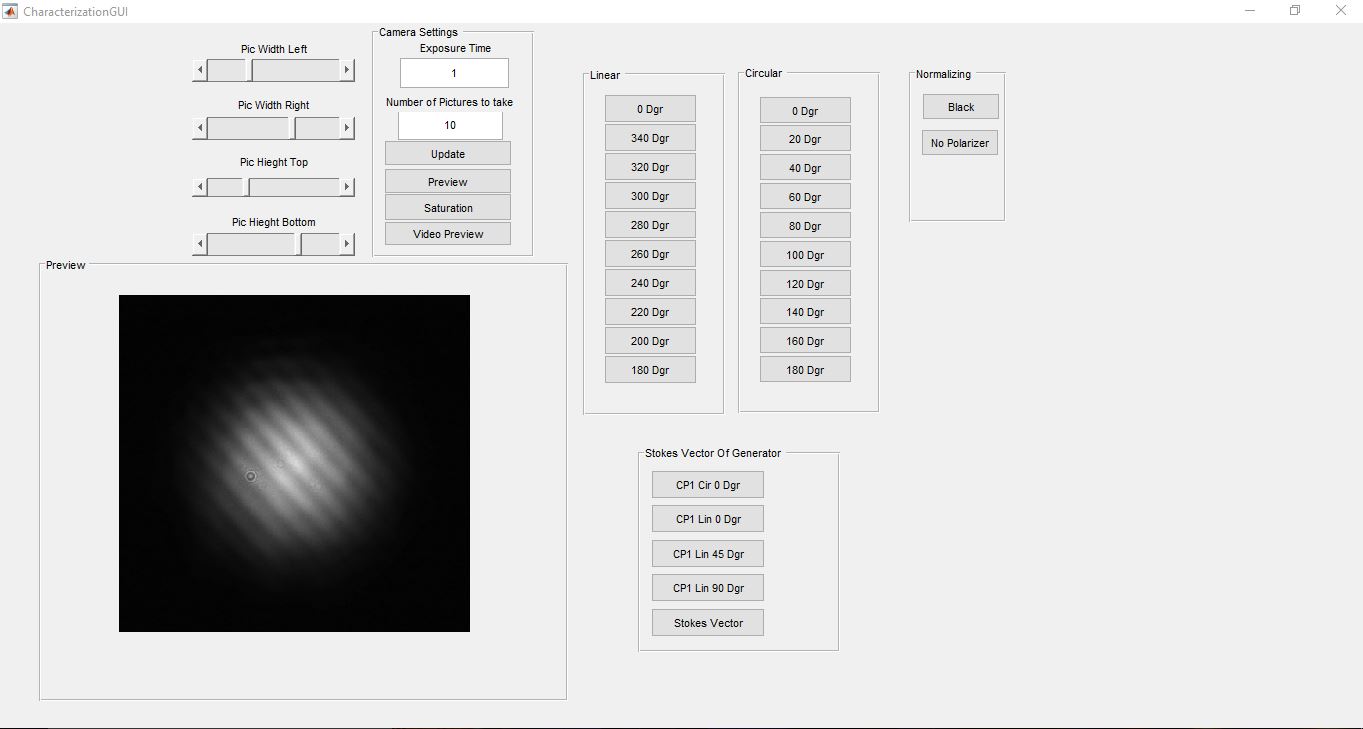 CharacterizationGUI
Pic Width Left
Pic Width Right
Pic Hieght Top
Pic Hieght Bottom
Camera Settings
Exposure Time
1
Number of Pictures to take
10
Update
Preview
Saturation
Video Preview
Preview
Linear
0 Dgr
340 Dgr
320 Dgr
300 Dgr
280 Dgr
260 Dgr
240 Dgr
220 Dgr
200 Dgr
180 Dgr
Circular
0 Dgr
20 Dgr
40 Dgr
60 Dgr
80 Dgr
100 Dgr
120 Dgr
140 Dgr
160 Dgr
180 Dgr
Normalizing
Black
No Polarizer
Stokes Vector Of Generator
CP1 Cir 0 Dgr
CP1 Lin 0 Dgr
CP1 Lin 45 Dgr
CP1 Lin 90 Dgr
Stokes Vector